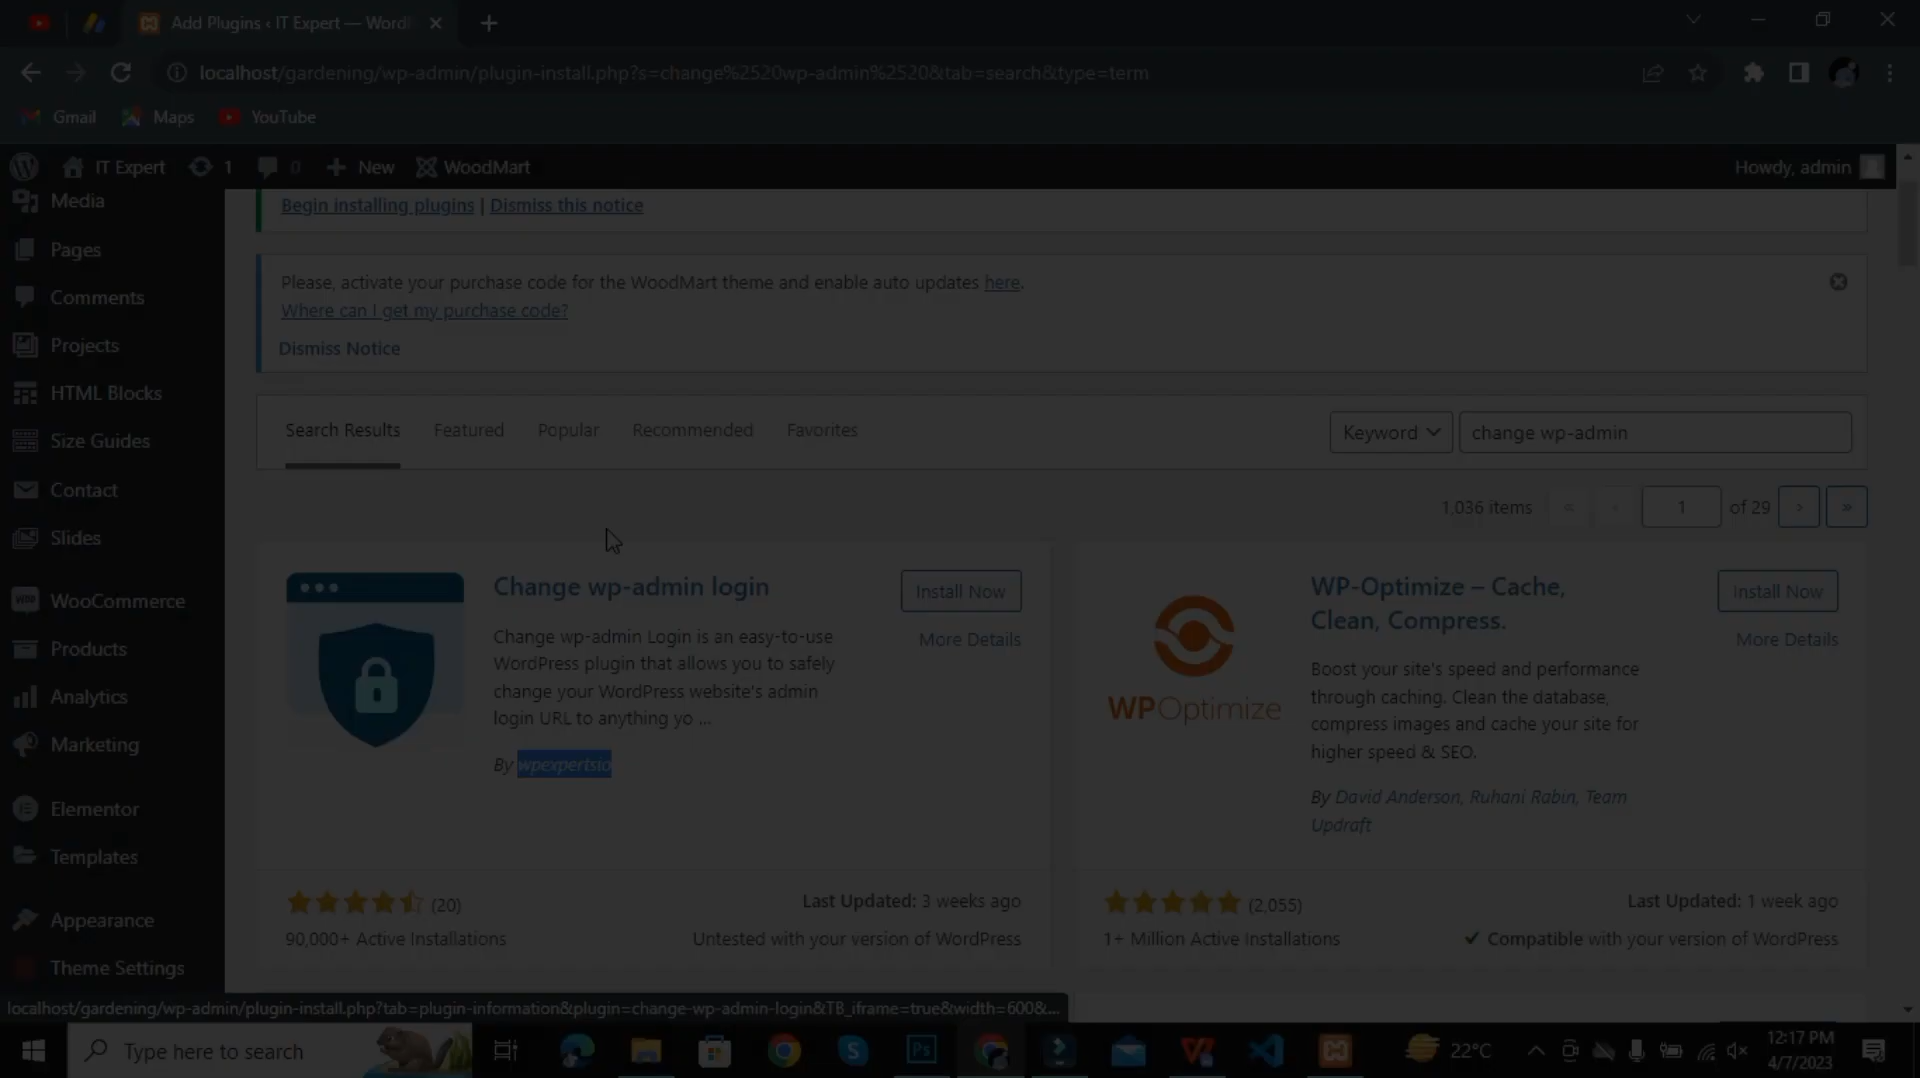 Add Plugins ‹ IT Expert — Word
localhost/gardening/wp-admin/plugin-install.php?s=change%2520wp-admin%2520&tab=search&type=term
Gmail
Maps
YouTube
IT Expert
1
0
New
WoodMart
Howdy, admin
Media
Pages
Comments
Projects
HTML Blocks
Size Guides
Contact
Slides
WooCommerce
Products
Analytics
Marketing
Elementor
Templates
Appearance
Theme Settings
Begin installing plugins | Dismiss this notice
Please, activate your purchase code for the WoodMart theme and enable auto updates here.
Where can I get my purchase code?
Dismiss Notice
Search Results
Featured
Popular
Recommended
Favorites
Keyword
change wp-admin
1,036 items
«
‹
1
of 29
›
»
Change wp-admin login
Install Now
More Details
Change wp-admin Login is an easy-to-use
WordPress plugin that allows you to safely
change your WordPress website's admin
login URL to anything yo ...
By wpexpertsio
(20)
Last Updated: 3 weeks ago
90,000+ Active Installations
Untested with your version of WordPress
WPOptimize
WP-Optimize – Cache,
Clean, Compress.
Install Now
More Details
Boost your site's speed and performance
through caching. Clean the database,
compress images and cache your site for
higher speed & SEO.
By David Anderson, Ruhani Rabin, Team
Updraft
(2,055)
Last Updated: 1 week ago
1+ Million Active Installations
Compatible with your version of WordPress
localhost/gardening/wp-admin/plugin-install.php?tab=plugin-information&plugin=change-wp-admin-login&TB_iframe=true&width=600&...
Type here to search
Ps
22°C
12:17 PM
4/7/2023